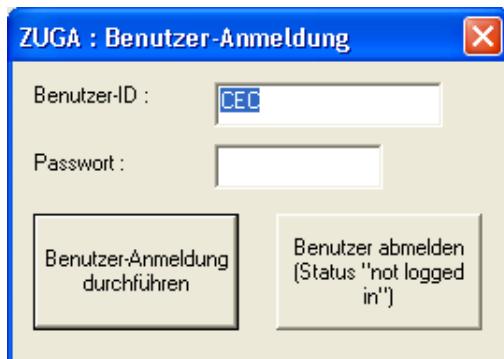 ZUGA : Benutzer-Anmeldung
Benutzer-ID :
CEC
Passwort :
Benutzer-Anmeldung
durchführen
Benutzer abmelden
(Status "not logged
in")